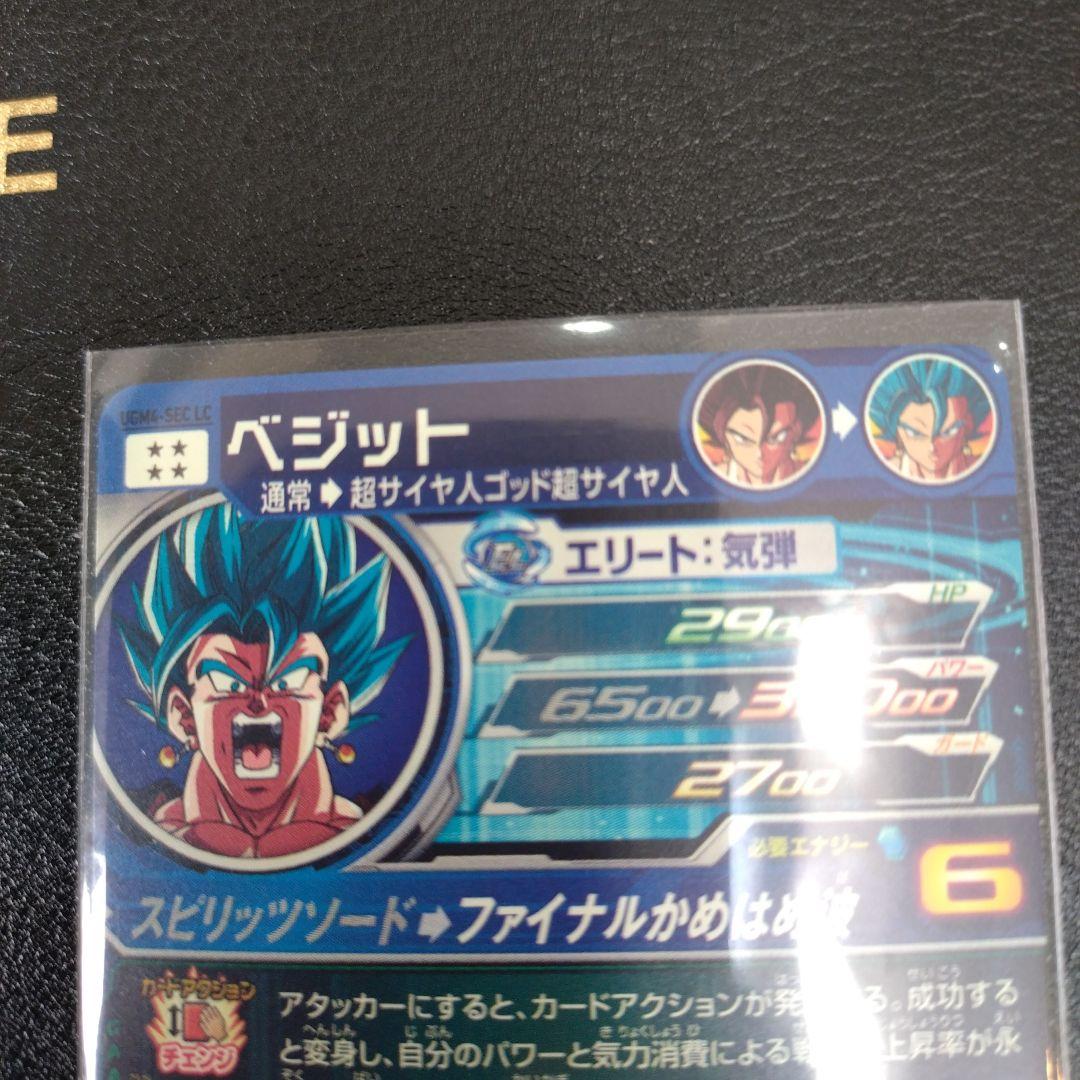 E
UGM4-SEC LC
ベジット
通常 超サイヤ人ゴッド超サイヤ人
エリート:気弾
HP
パワー
6500
ガード
2700
必要エナジー
6
スピリッツソード ファイナルかめはめ波
カードアクション
チェンジ
アタッカーにすると、カードアクションが発 る。成功する
と変身し、自分のパワーと気力消費による 上昇率が永